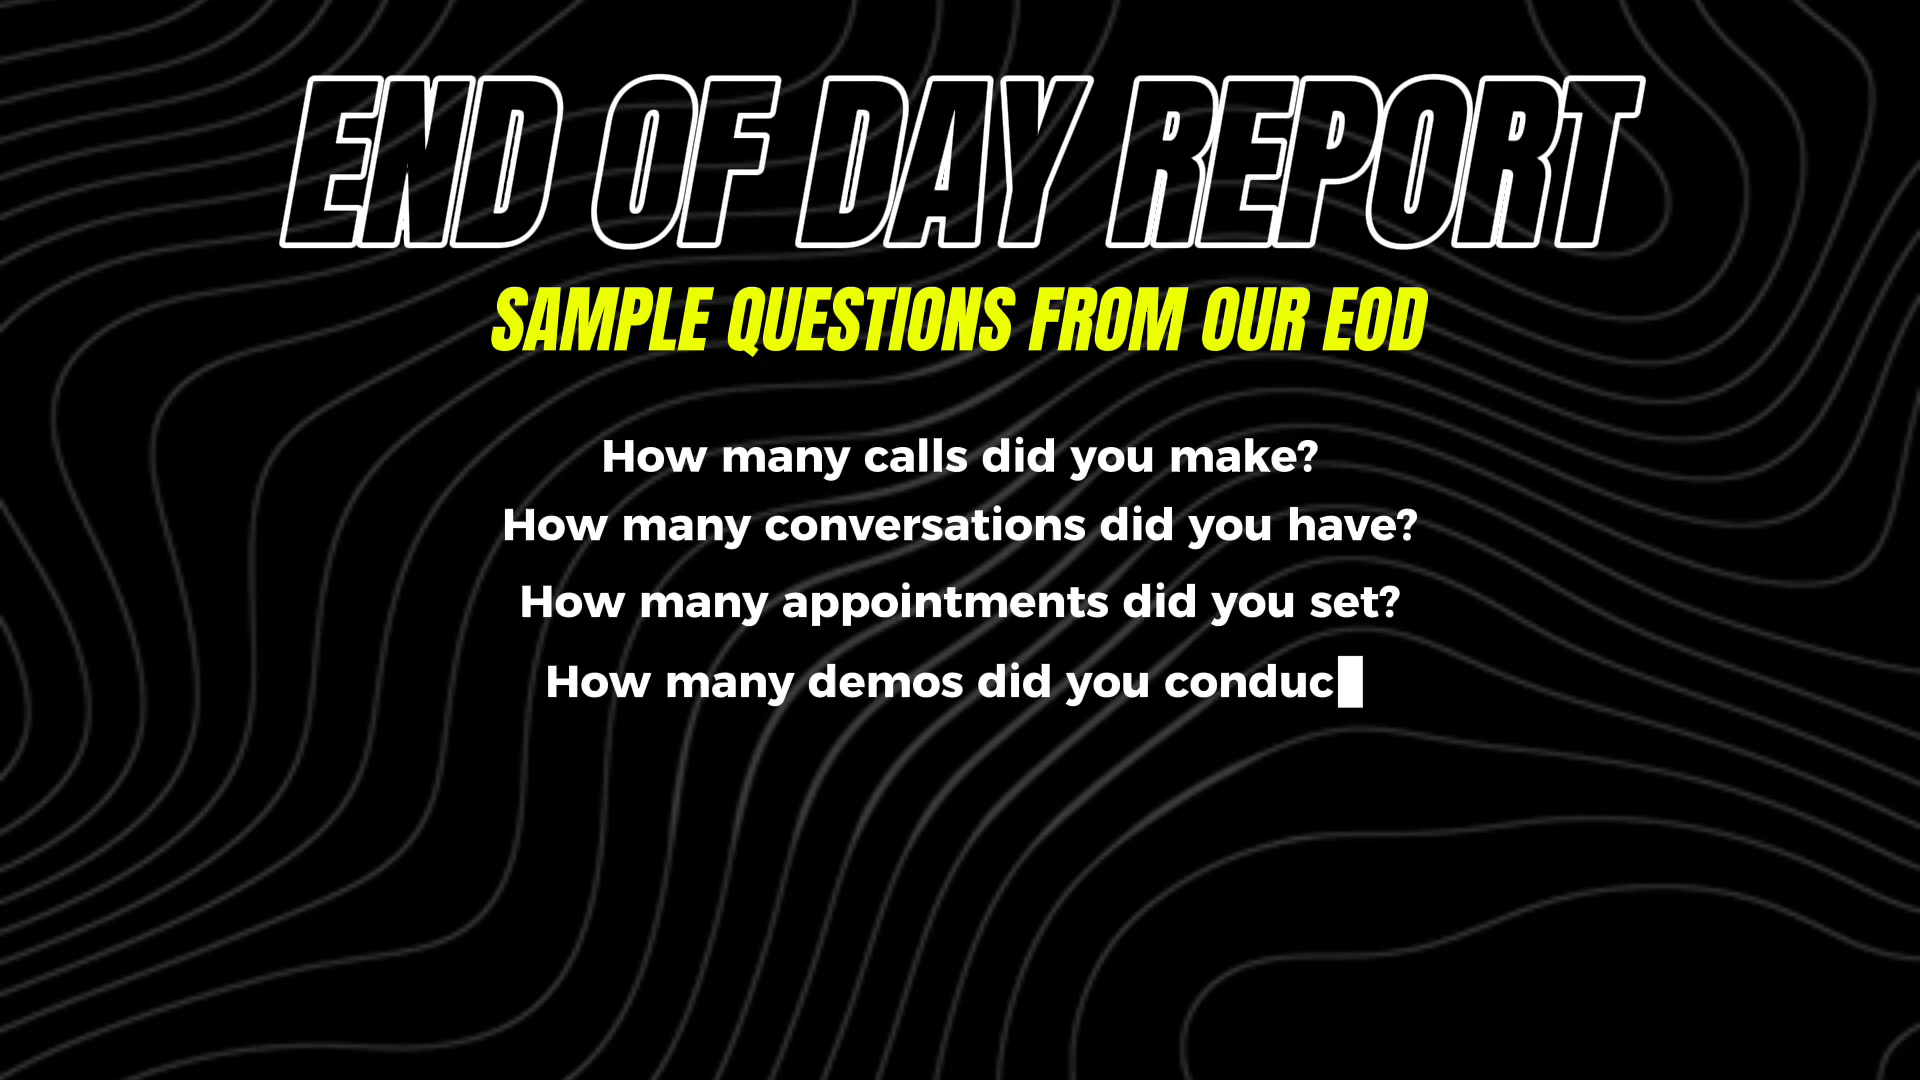 END OF DAY REPORT
SAMPLE QUESTIONS FROM OUR EOD
How many calls did you make?
How many conversations did you have?
How many appointments did you set?
How many demos did you conduc